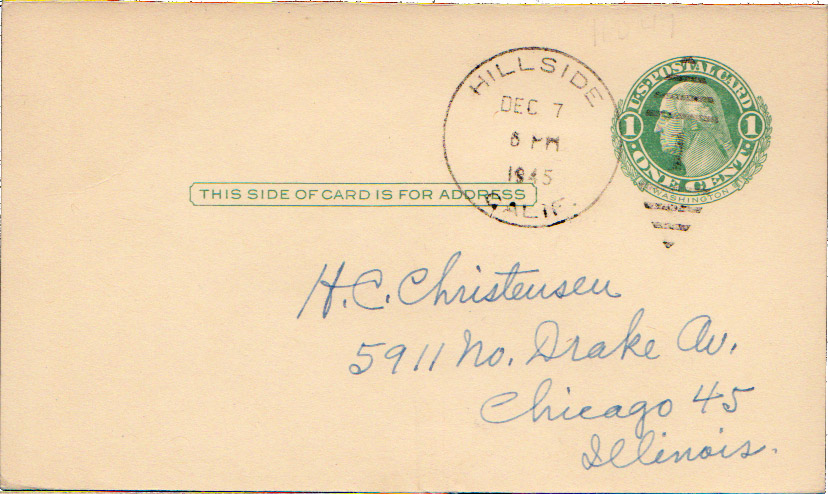 HILLSIDE
DEC 7
PM
1945
CALIF.
U.S. POSTAL CARD
1 1
ONE CENT
WASHINGTON
THIS SIDE OF CARD IS FOR ADDRESS
H. C. Christensen
5911 No. Drake Av.
Chicago 45
Illinois.